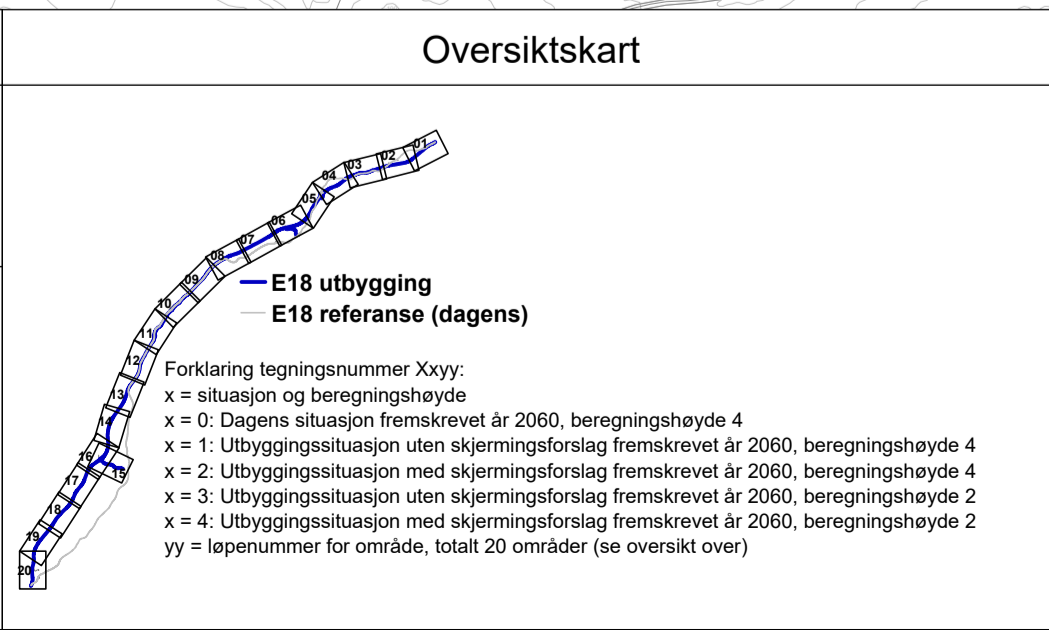 Oversiktskart
01
02
03
04
05
06
07
08
09
10
11
12
13
14
15
16
17
18
19
20
E18 utbygging
E18 referanse (dagens)
Forklaring tegningsnummer Xxyy:
x = situasjon og beregningshøyde
x = 0: Dagens situasjon fremskrevet år 2060, beregningshøyde 4
x = 1: Utbyggingssituasjon uten skjermingsforslag fremskrevet år 2060, beregningshøyde 4
x = 2: Utbyggingssituasjon med skjermingsforslag fremskrevet år 2060, beregningshøyde 4
x = 3: Utbyggingssituasjon uten skjermingsforslag fremskrevet år 2060, beregningshøyde 2
x = 4: Utbyggingssituasjon med skjermingsforslag fremskrevet år 2060, beregningshøyde 2
yy = løpenummer for område, totalt 20 områder (se oversikt over)